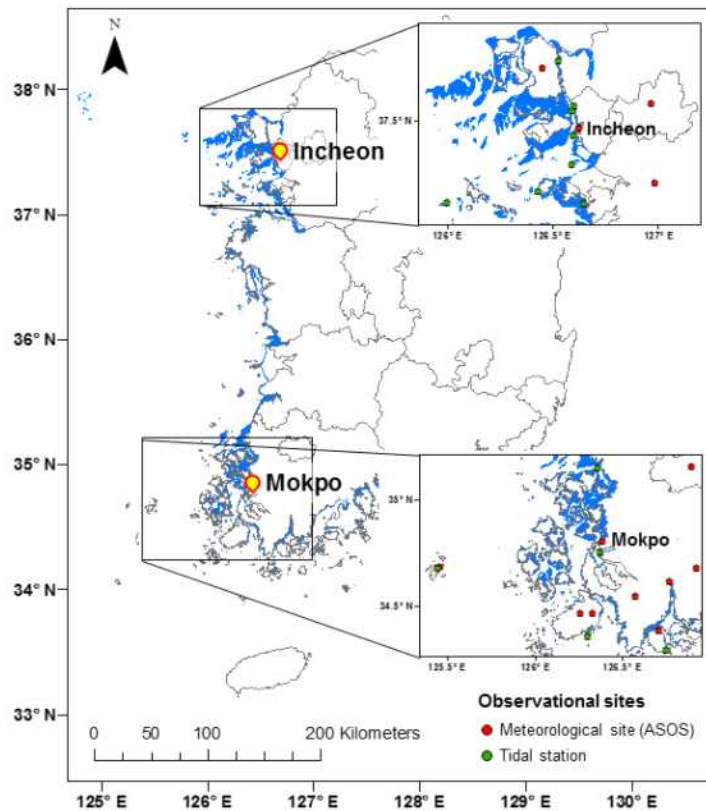 N
38° N
37° N
36° N
35° N
34° N
33° N
Incheon
Mokpo
37.5° N
Incheon
126° E
126.5° E
127° E
35° N
Mokpo
34.5° N
125.5° E
126° E
126.5° E
Observational sites
Meteorological site (ASOS)
Tidal station
0 50 100 200 Kilometers
125° E 126° E 127° E 128° E 129° E 130° E